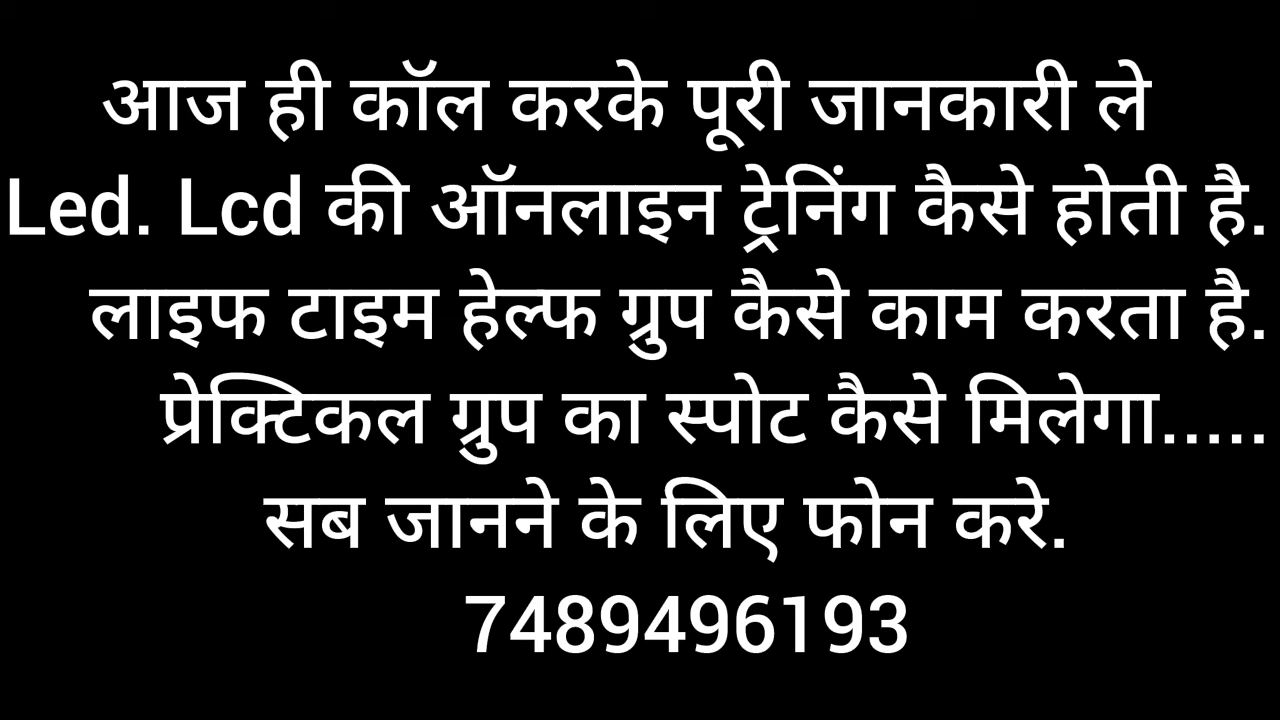 आज ही कॉल करके पूरी जानकारी ले
Led. Lcd की ऑनलाइन ट्रेनिंग कैसे होती है.
लाइफ टाइम हेल्फ ग्रुप कैसे काम करता है.
प्रेक्टिकल ग्रुप का स्पोट कैसे मिलेगा.....
सब जानने के लिए फोन करे.
7489496193